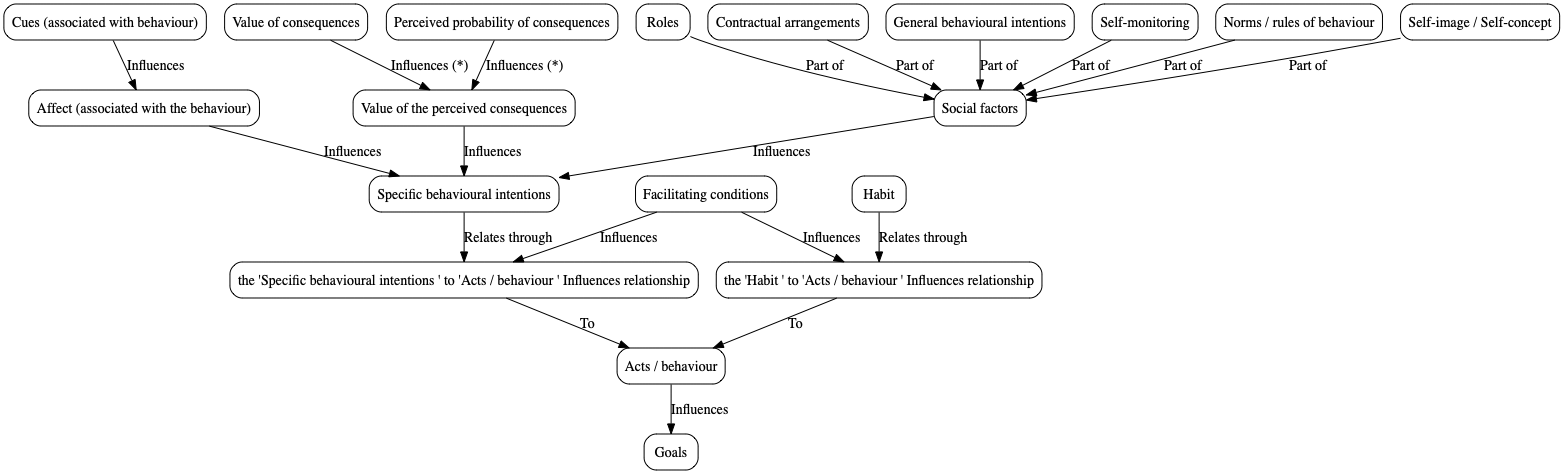 Cues (associated with behaviour)
Value of consequences
Perceived probability of consequences
Roles
Contractual arrangements
General behavioural intentions
Self-monitoring
Norms / rules of behaviour
Self-image / Self-concept
Influences
Influences (*)
Influences (*)
Part of
Part of
Part of
Part of
Part of
Part of
Affect (associated with the behaviour)
Value of the perceived consequences
Social factors
Influences
Influences
Influences
Specific behavioural intentions
Facilitating conditions
Habit
Relates through
Influences
Influences
Relates through
the 'Specific behavioural intentions ' to 'Acts / behaviour ' Influences relationship
the 'Habit ' to 'Acts / behaviour ' Influences relationship
To
To
Acts / behaviour
Influences
Goals